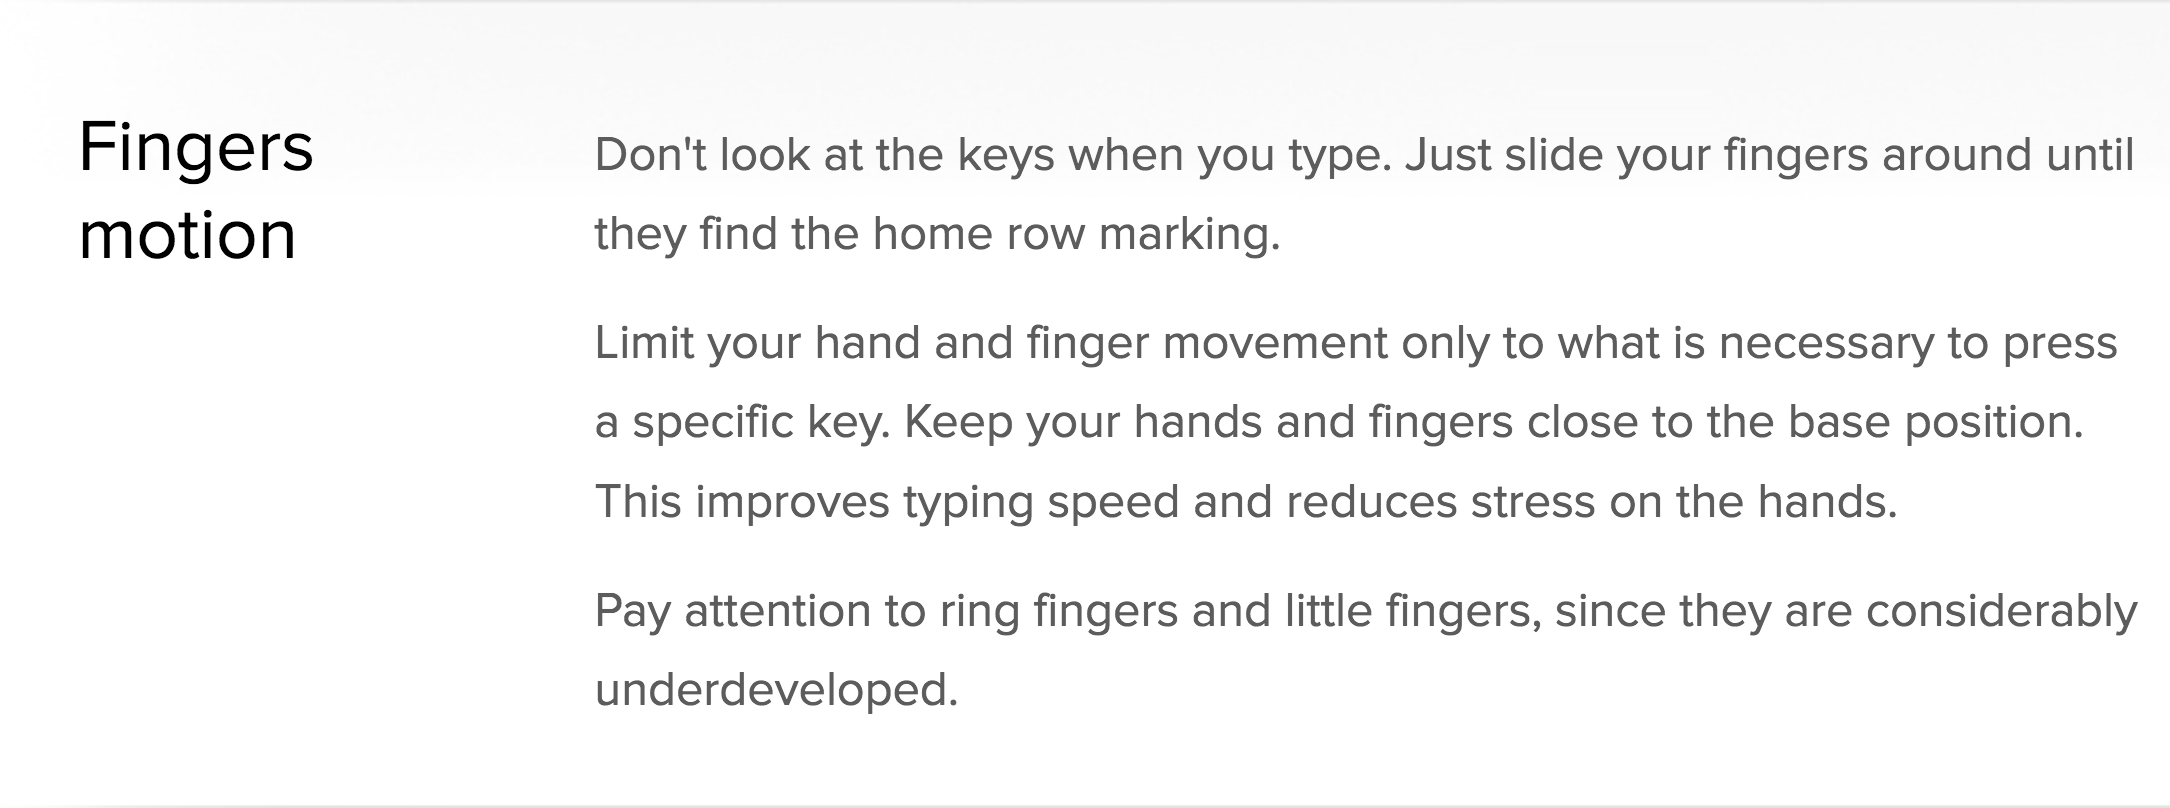 Fingers
motion
Don't look at the keys when you type. Just slide your fingers around until
they find the home row marking.
Limit your hand and finger movement only to what is necessary to press
a specific key. Keep your hands and fingers close to the base position.
This improves typing speed and reduces stress on the hands.
Pay attention to ring fingers and little fingers, since they are considerably
underdeveloped.